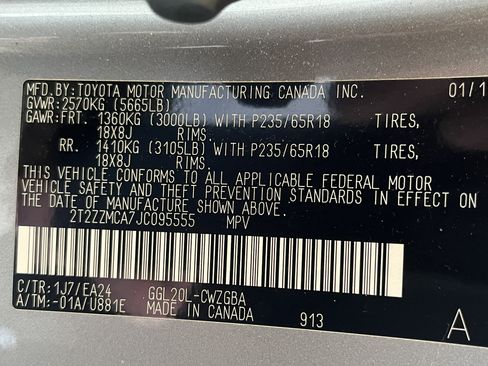 MFD.BY:TOYOTA MOTOR MANUFACTURING CANADA INC. 01/1
GVWR:2570KG (5665LB)
GAWR:FRT. 1360KG (3000LB) WITH P235/65R18 TIRES,
18X8J RIMS.
RR. 1410KG (3105LB) WITH P235/65R18 TIRES,
18X8J RIMS.
THIS VEHICLE CONFORMS TO ALL APPLICABLE FEDERAL MOTOR
VEHICLE SAFETY AND THEFT PREVENTION STANDARDS IN EFFECT ON
THE DATE OF MANUFACTURE SHOWN ABOVE.
2T2ZZMCA7JC095555 MPV
C/TR:1J7/EA24 GGL20L-CWZGBA
A/TM:-01A/U881E MADE IN CANADA 913 A